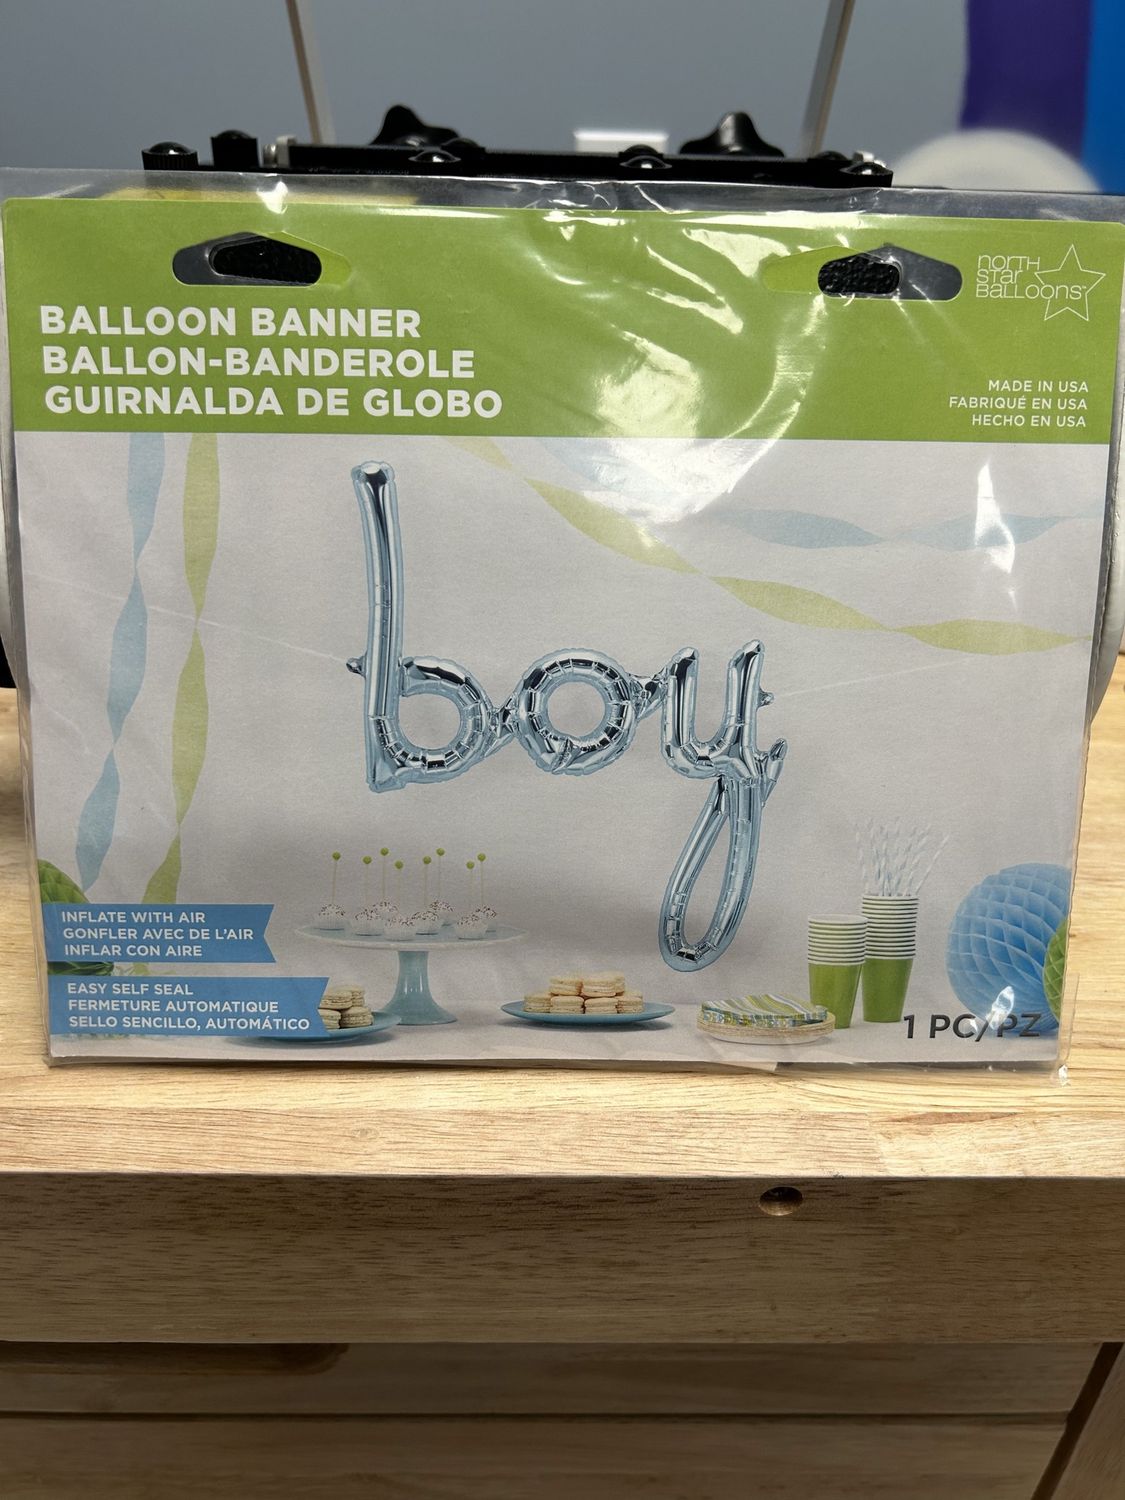 north
star
Balloons™
BALLOON BANNER
BALLON-BANDEROLE
GUIRNALDA DE GLOBO
MADE IN USA
FABRIQUÉ EN USA
HECHO EN USA
boy
INFLATE WITH AIR
GONFLER AVEC DE L'AIR
INFLAR CON AIRE
EASY SELF SEAL
FERMETURE AUTOMATIQUE
SELLO SENCILLO, AUTOMÁTICO
1 PC/PZ